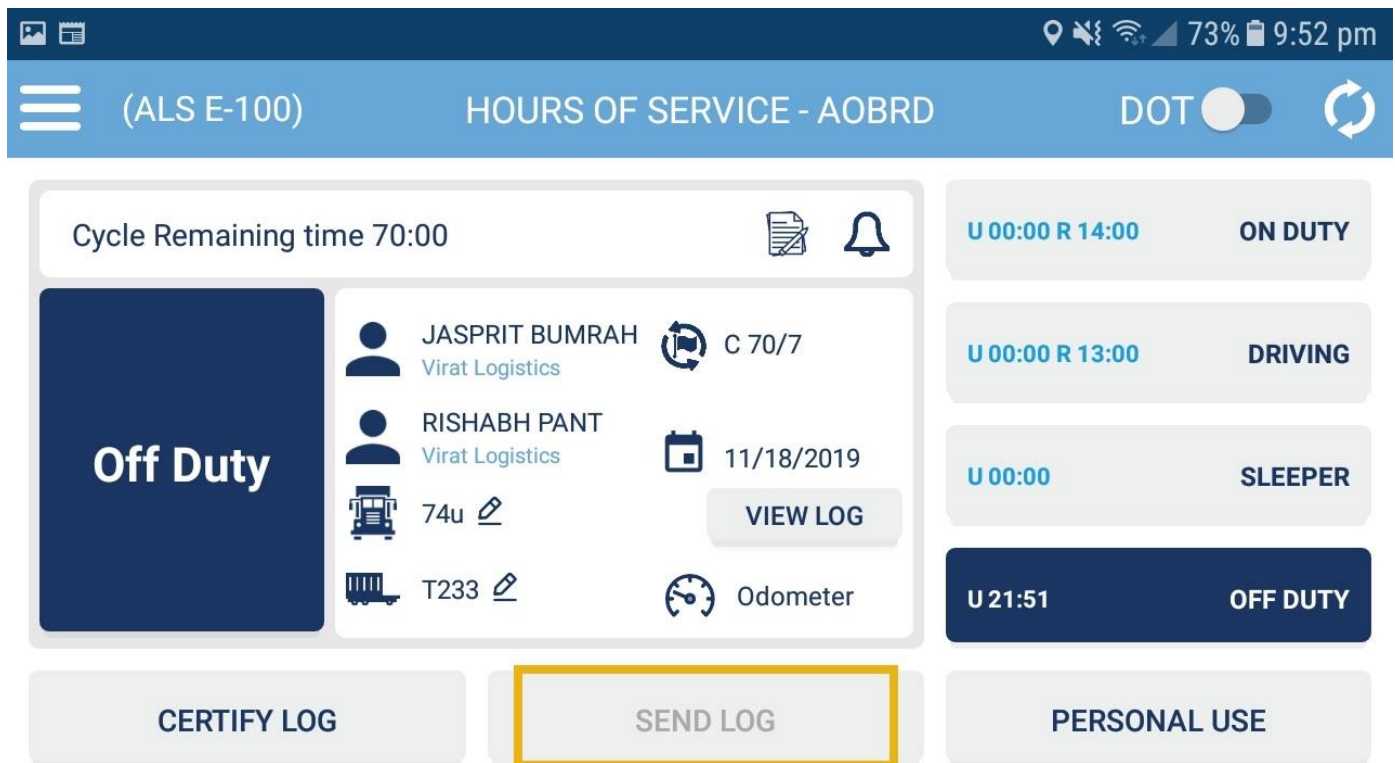 73% 9:52 pm
(ALS E-100) HOURS OF SERVICE - AOBRD DOT
Cycle Remaining time 70:00
Off Duty
JASPRIT BUMRAH
Virat Logistics
C 70/7
RISHABH PANT
Virat Logistics
11/18/2019
74u
VIEW LOG
T233
Odometer
U 00:00 R 14:00 ON DUTY
U 00:00 R 13:00 DRIVING
U 00:00 SLEEPER
U 21:51 OFF DUTY
CERTIFY LOG
SEND LOG
PERSONAL USE